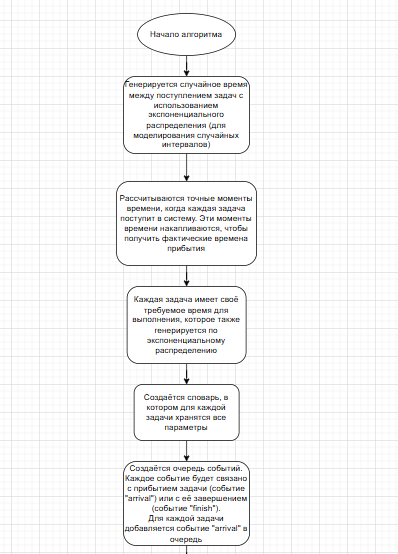 Начало алгоритма
Генерируется случайное время
между поступлением задач с
использованием
экспоненциального
распределения (для
моделирования случайных
интервалов)
Рассчитываются точные моменты
времени, когда каждая задача
поступит в систему. Эти моменты
времени накапливаются, чтобы
получить фактические времена
прибытия
Каждая задача имеет своё
требуемое время для
выполнения, которое также
генерируется по
экспоненциальному
распределению
Создаётся словарь, в
котором для каждой
задачи хранятся все
параметры
Создаётся очередь событий.
Каждое событие будет связано
с прибытием задачи (событие
"arrival") или с её завершением
(событие "finish").
Для каждой задачи
добавляется событие "arrival" в
очередь